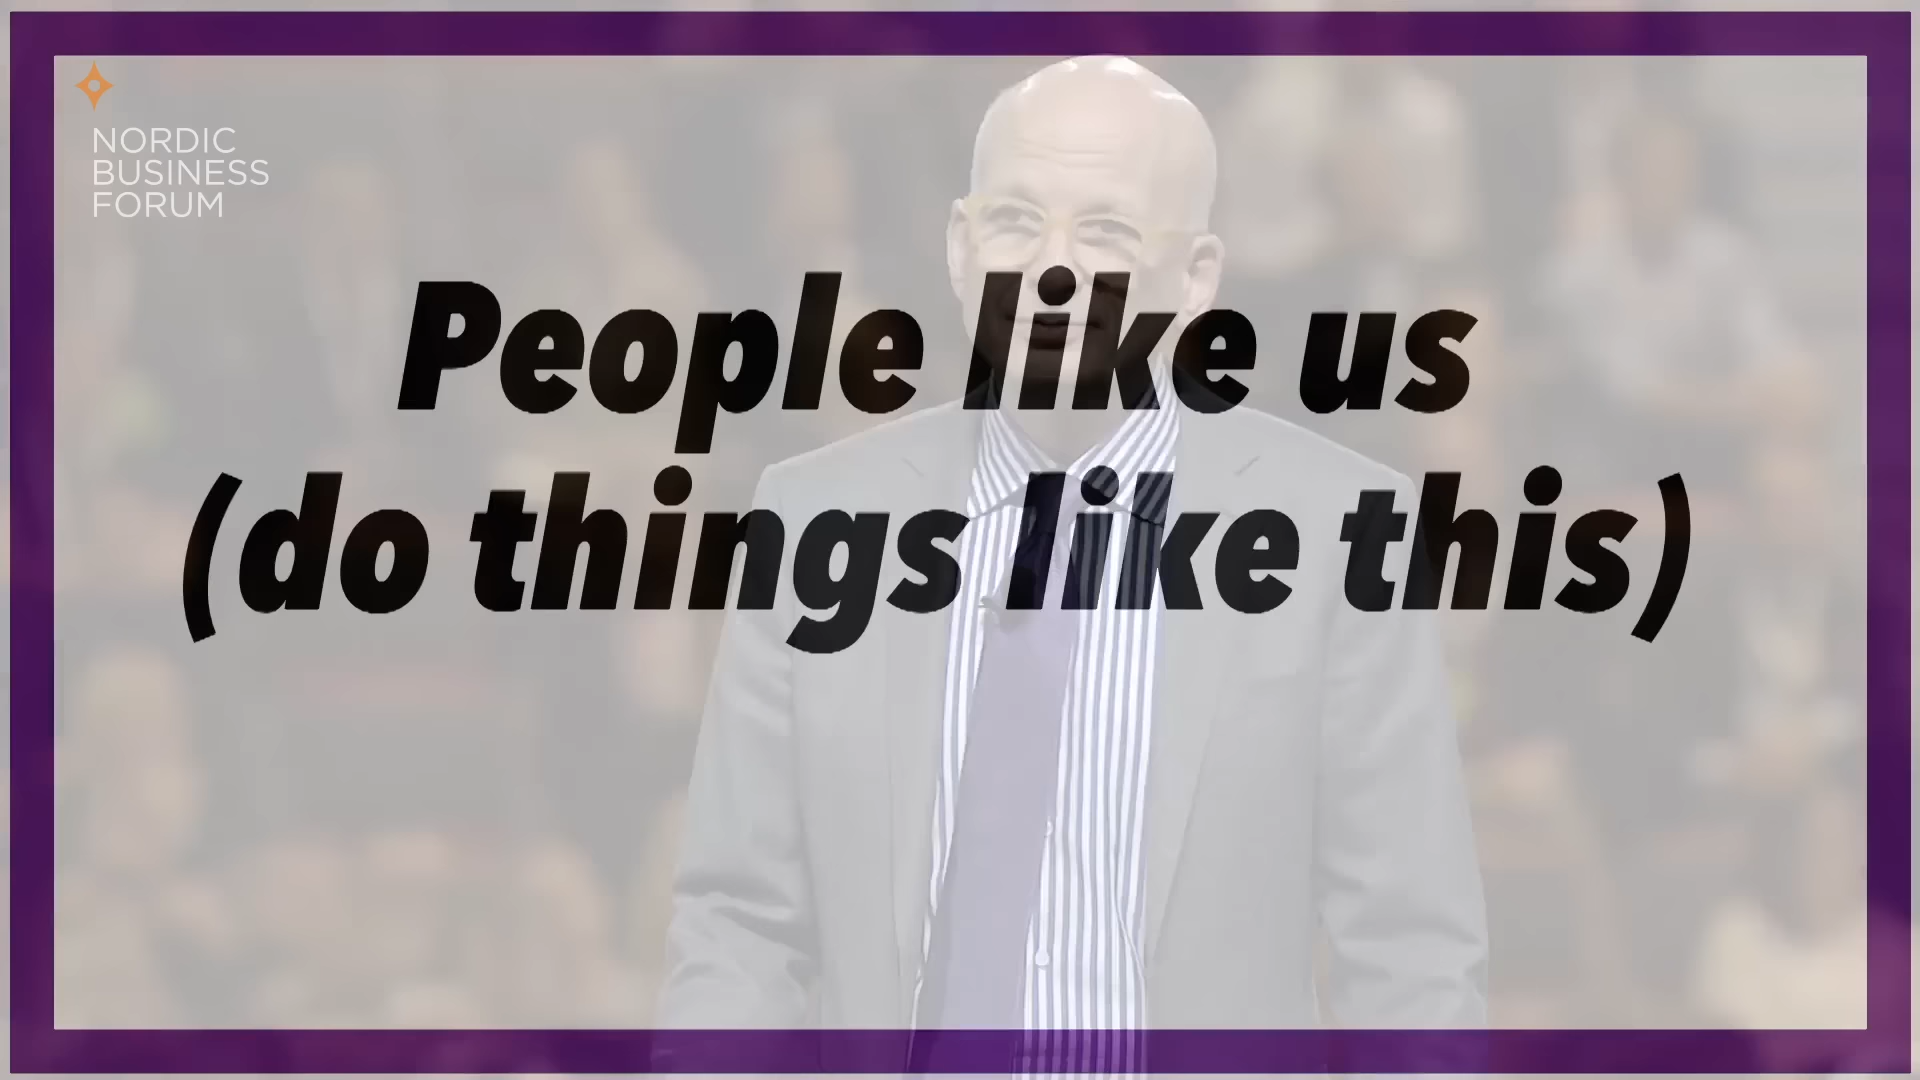 NORDIC
BUSINESS
FORUM
People like us
(do things like this)